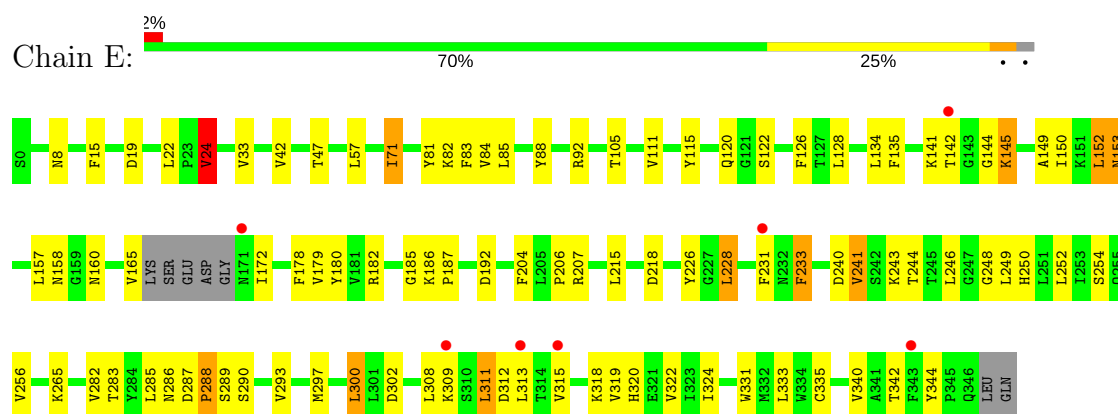 2%
Chain E:
70% 25% • •
S0 N8 F15 D19 L22 P23 V24 V33 V42 T47 L57 I71 Y81 K82 F83 V84 L85 Y88 R92 T105 V111 Y115 Q120 G121 S122 F126 T127 L128 L134 F135 K141 T142 G143 G144 K145 A149 I150 K151 L152 N153
L157 N158 G159 N160 V165 LYS SER GLU ASP GLY N171 I172 F178 V179 Y180 V181 R182 G185 K186 P187 D192 F204 L205 P206 R207 L215 D218 Y226 G227 L228 F231 N232 F233 D240 V241 S242 K243 T244 T245 L246 G247 G248 L249 H250 L251 L252 I253 S254 Q255
V256 K265 V282 T283 Y284 L285 N286 D287 P288 S289 S290 V293 M297 L300 L301 D302 L308 K309 S310 L311 D312 L313 T314 V315 K318 V319 H320 E321 V322 I323 I324 W331 M332 L333 W334 C335 V340 A341 T342 F343 Y344 P345 Q346 LEU GLN